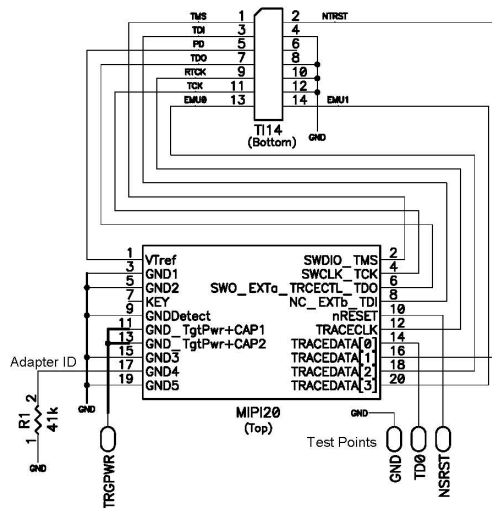 TMS 1 2 NTRST
TDI 3 4
PD 5 6
TDO 7 8
RTCK 9 10
TCK 11 12
EMU0 13 14 EMU1
TI14
(Bottom)
GND
1 VTref SWDIO_TMS 2
3 GND1 SWCLK_TCK 4
5 GND2 SWO_EXTa_TRCECTL_TDO 6
7 KEY NC_EXTb_TDI 8
9 GNDDetect nRESET 10
11 GND_TgtPwr+CAP1 TRACECLK 12
13 GND_TgtPwr+CAP2 TRACEDATA[0] 14
15 GND3 TRACEDATA[1] 16
17 GND4 TRACEDATA[2] 18
19 GND5 TRACEDATA[3] 20
Adapter ID
MIPI20
(Top)
R1
2
41k
1
GND
GND
TRGPWR
GND
Test Points
GND
TD0
NSRST